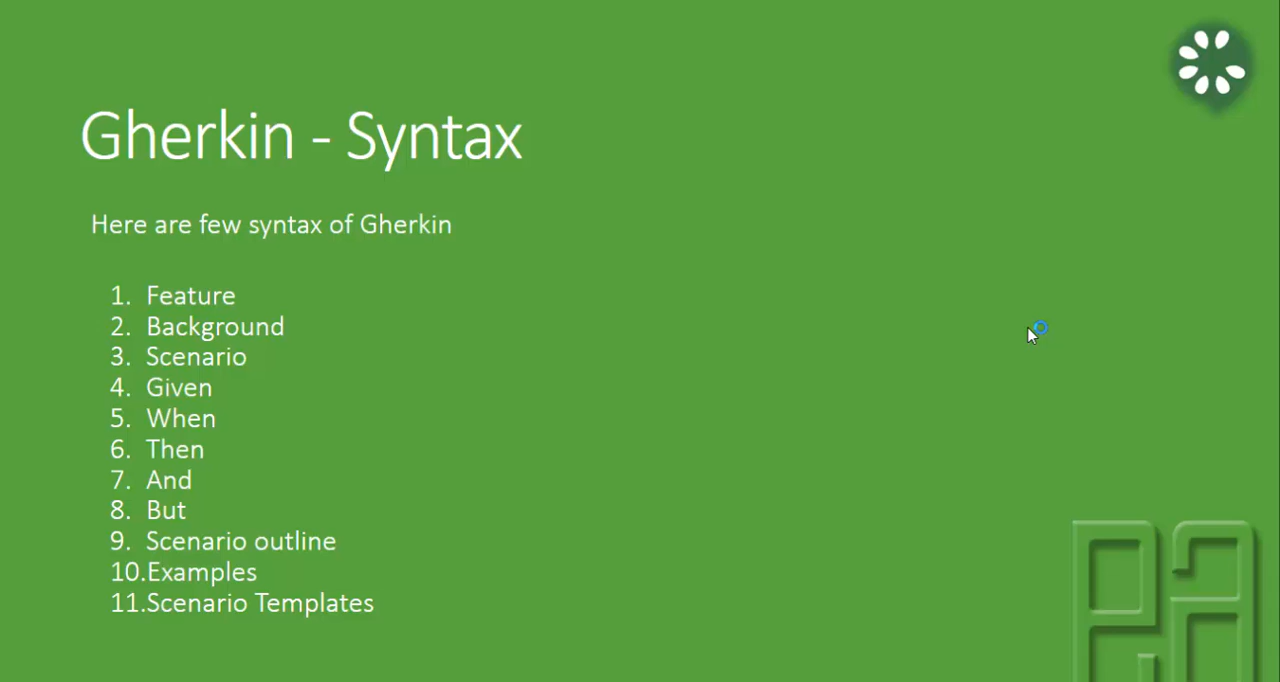 Gherkin - Syntax
Here are few syntax of Gherkin
1. Feature
2. Background
3. Scenario
4. Given
5. When
6. Then
7. And
8. But
9. Scenario outline
10.Examples
11.Scenario Templates